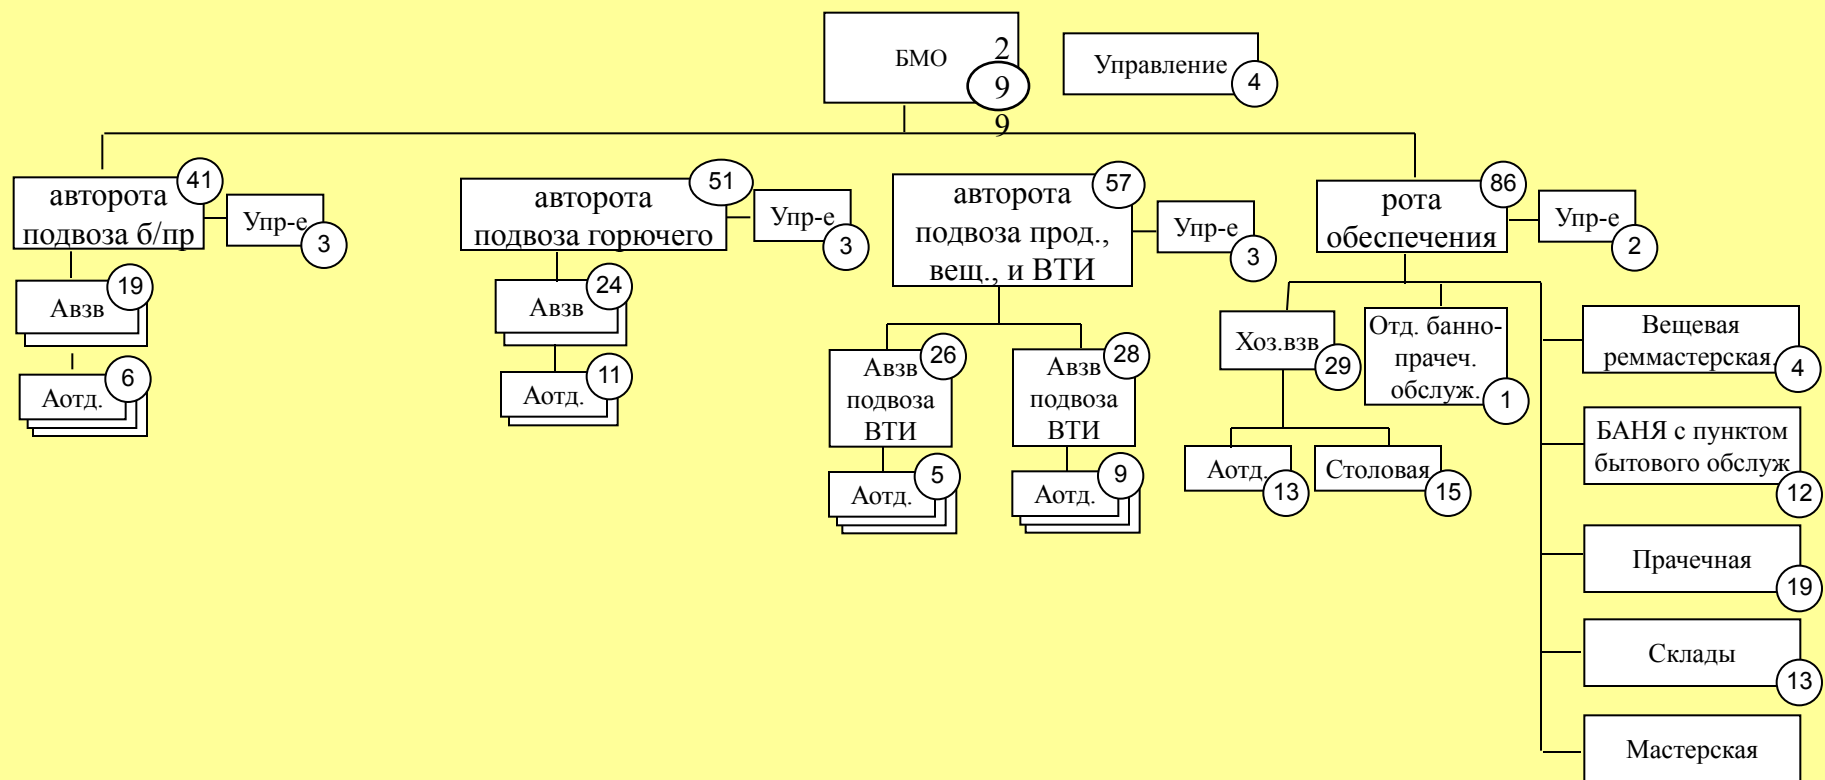 БМО
2
9
9
Управление
4
авторота
подвоза б/пр
41
Упр-е
3
Авзв
19
Аотд.
6
авторота
подвоза горючего
51
Упр-е
3
Авзв
24
Аотд.
11
авторота
подвоза прод.,
вещ., и ВТИ
57
Упр-е
3
Авзв
подвоза
ВТИ
26
Аотд.
5
Авзв
подвоза
ВТИ
28
Аотд.
9
рота
обеспечения
86
Упр-е
2
Хоз.взв
29
Аотд.
13
Столовая
15
Отд. банно-
прачеч.
обслуж.
1
Вещевая
реммастерская
4
БАНЯ с пунктом
бытового обслуж
12
Прачечная
19
Склады
13
Мастерская